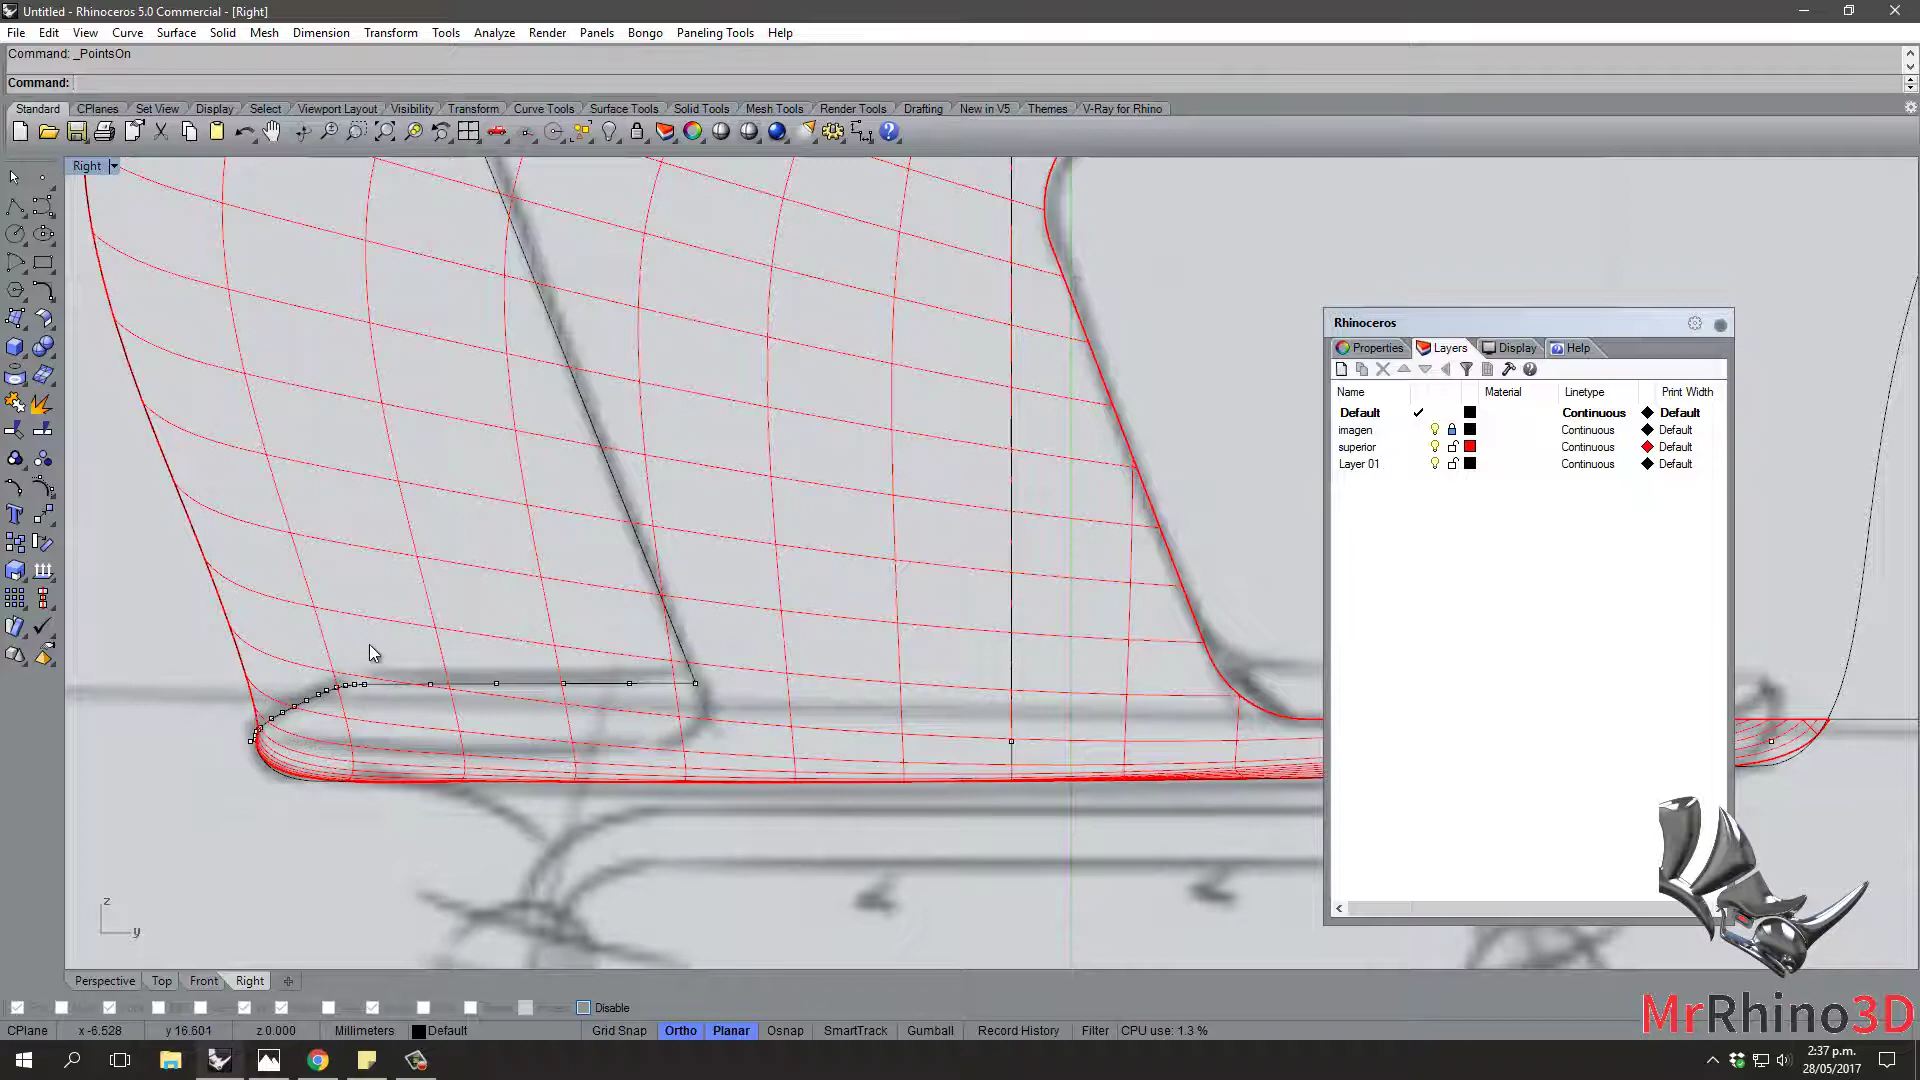 Untitled - Rhinoceros 5.0 Commercial - [Right]
File Edit View Curve Surface Solid Mesh Dimension Transform Tools Analyze Render Panels Bongo Paneling Tools Help
Command: _PointsOn
Command:
Standard CPlanes Set View Display Select Viewport Layout Visibility Transform Curve Tools Surface Tools Solid Tools Mesh Tools Render Tools Drafting New in V5 Themes V-Ray for Rhino
Right
Rhinoceros
Properties Layers Display Help
Name Material Linetype Print Width
Default Continuous Default
imagen Continuous Default
superior Continuous Default
Layer 01 Continuous Default
z
y
Perspective Top Front Right
Disable
CPlane x -6.528 y 16.601 z 0.000 Millimeters Default Grid Snap Ortho Planar Osnap SmartTrack Gumball Record History Filter CPU use: 1.3 %
MrRhino3D
2:37 p.m.
28/05/2017